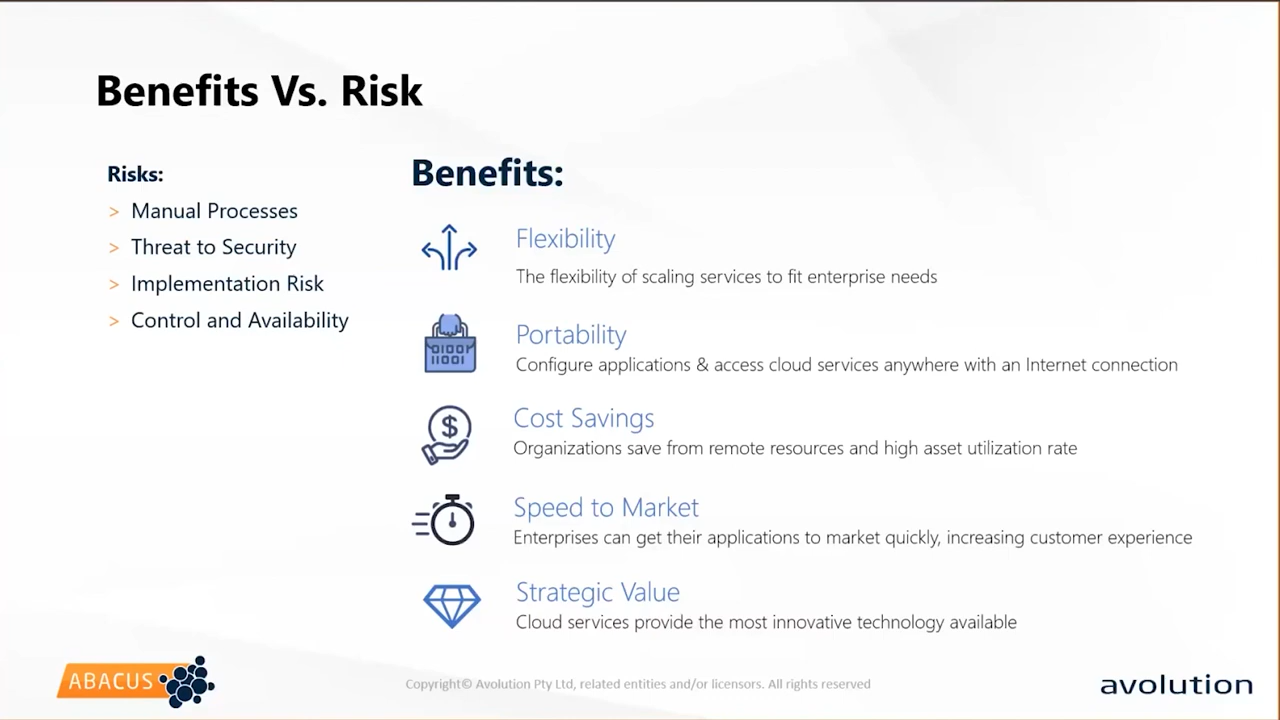 Benefits Vs. Risk
Risks:
> Manual Processes
> Threat to Security
> Implementation Risk
> Control and Availability
Benefits:
Flexibility
The flexibility of scaling services to fit enterprise needs
01001
11001
Portability
Configure applications & access cloud services anywhere with an Internet connection
$
Cost Savings
Organizations save from remote resources and high asset utilization rate
Speed to Market
Enterprises can get their applications to market quickly, increasing customer experience
Strategic Value
Cloud services provide the most innovative technology available
ABACUS
Copyright© Avolution Pty Ltd, related entities and/or licensors. All rights reserved
avolution